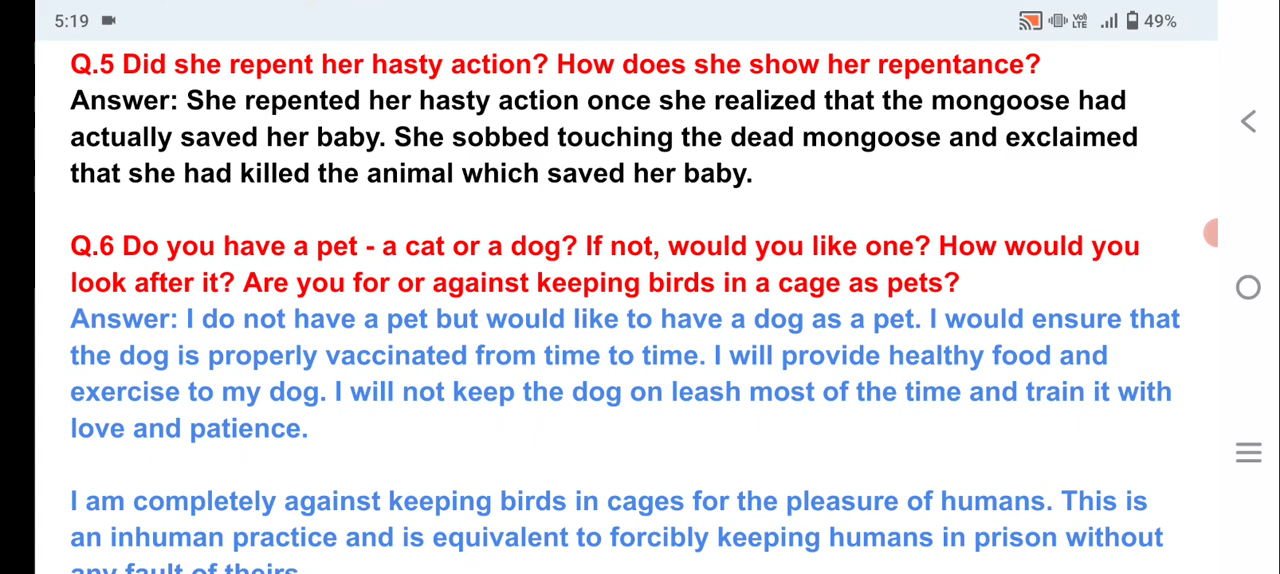 5:19
Vo) LTE
49%
Q.5 Did she repent her hasty action? How does she show her repentance?
Answer: She repented her hasty action once she realized that the mongoose had
actually saved her baby. She sobbed touching the dead mongoose and exclaimed
that she had killed the animal which saved her baby.
Q.6 Do you have a pet - a cat or a dog? If not, would you like one? How would you
look after it? Are you for or against keeping birds in a cage as pets?
Answer: I do not have a pet but would like to have a dog as a pet. I would ensure that
the dog is properly vaccinated from time to time. I will provide healthy food and
exercise to my dog. I will not keep the dog on leash most of the time and train it with
love and patience.
I am completely against keeping birds in cages for the pleasure of humans. This is
an inhuman practice and is equivalent to forcibly keeping humans in prison without
any fault of theirs